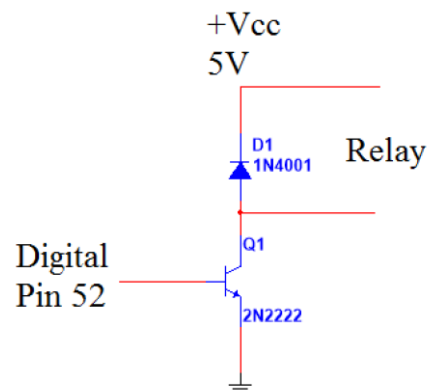 +Vcc
5V
D1
1N4001
Relay
Q1
Digital
Pin 52
2N2222